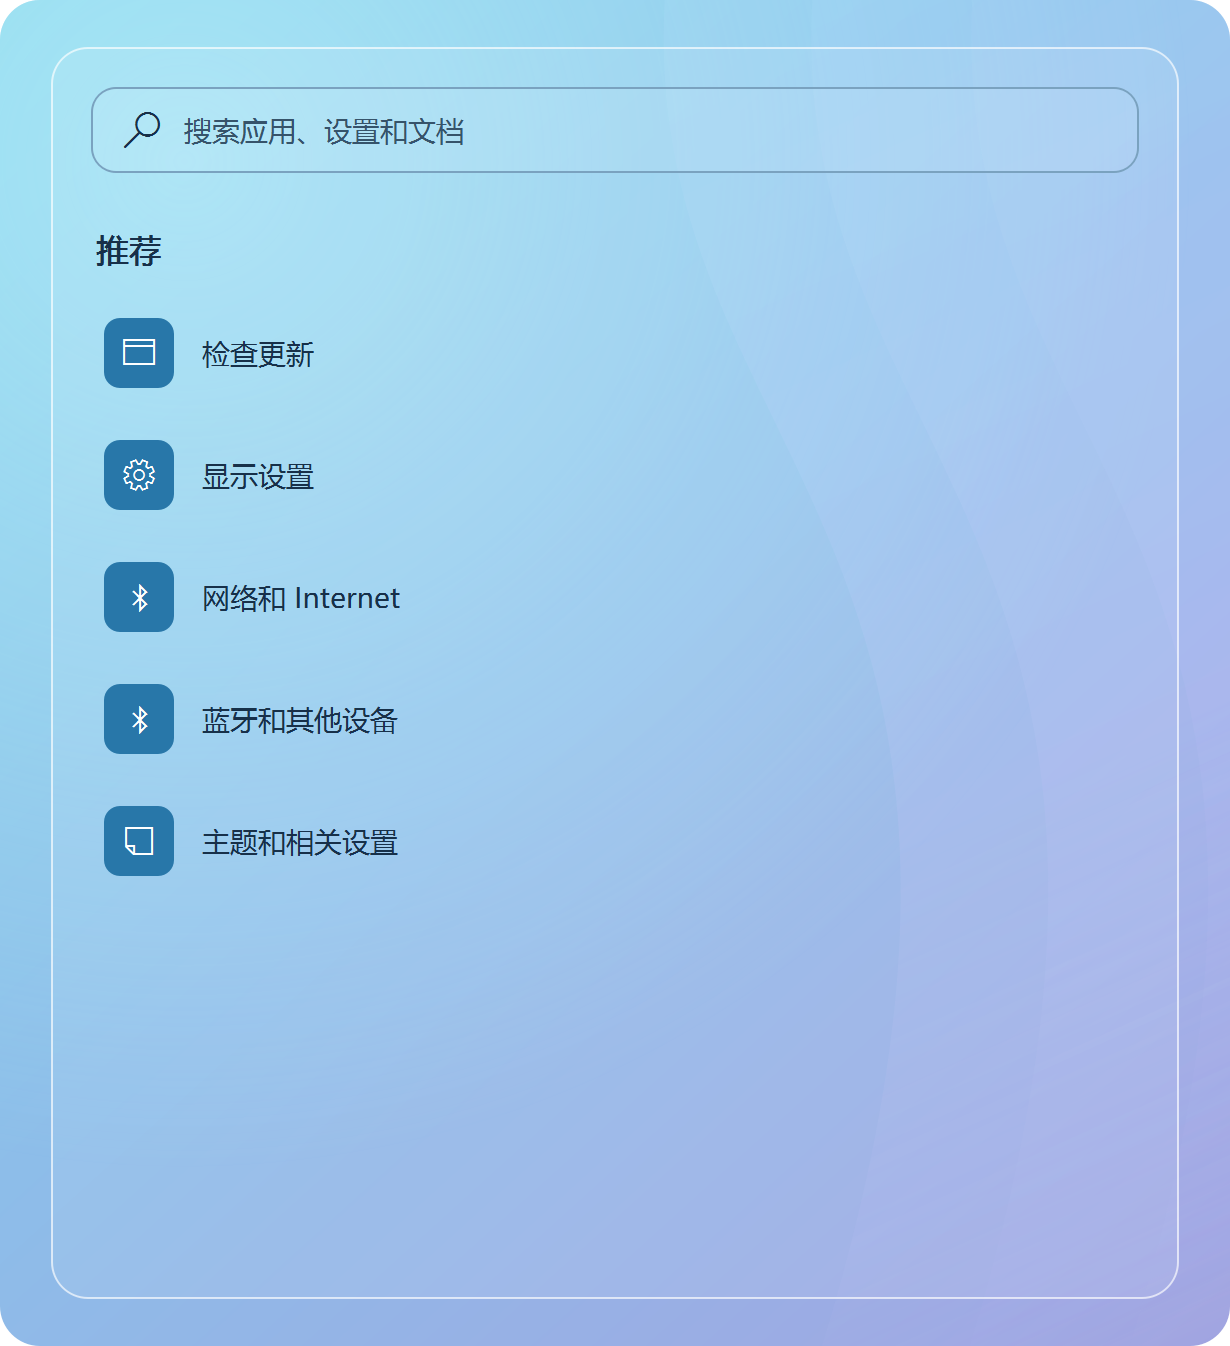 搜索应用、设置和文档
推荐
检查更新
显示设置
网络和 Internet
蓝牙和其他设备
主题和相关设置